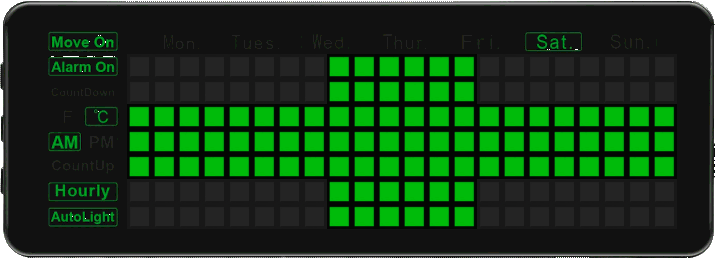 Move On Mon. Tues Wed Thur Fri. Sat. Sun.
Alarm On
CountDown
F ℃
AM PM
CountUp
Hourly
AutoLight